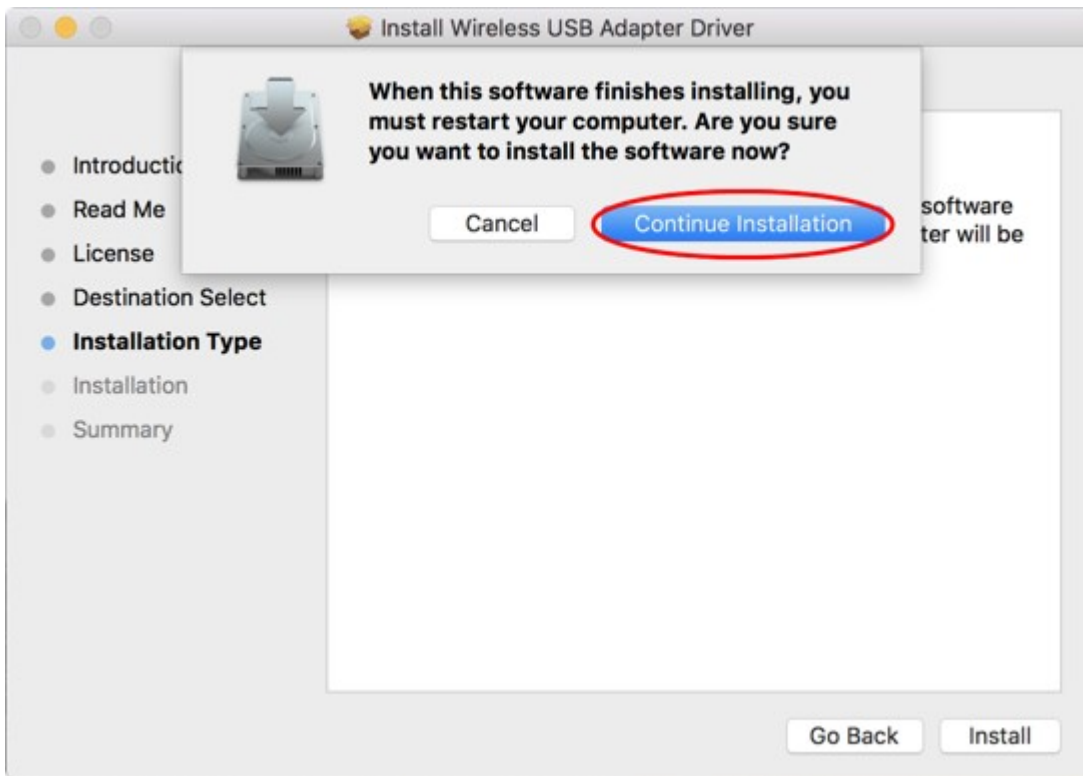 Install Wireless USB Adapter Driver
When this software finishes installing, you
must restart your computer. Are you sure
you want to install the software now?
Cancel
Continue Installation
Introductio
Read Me
License
Destination Select
Installation Type
Installation
Summary
software
ter will be
Go Back
Install